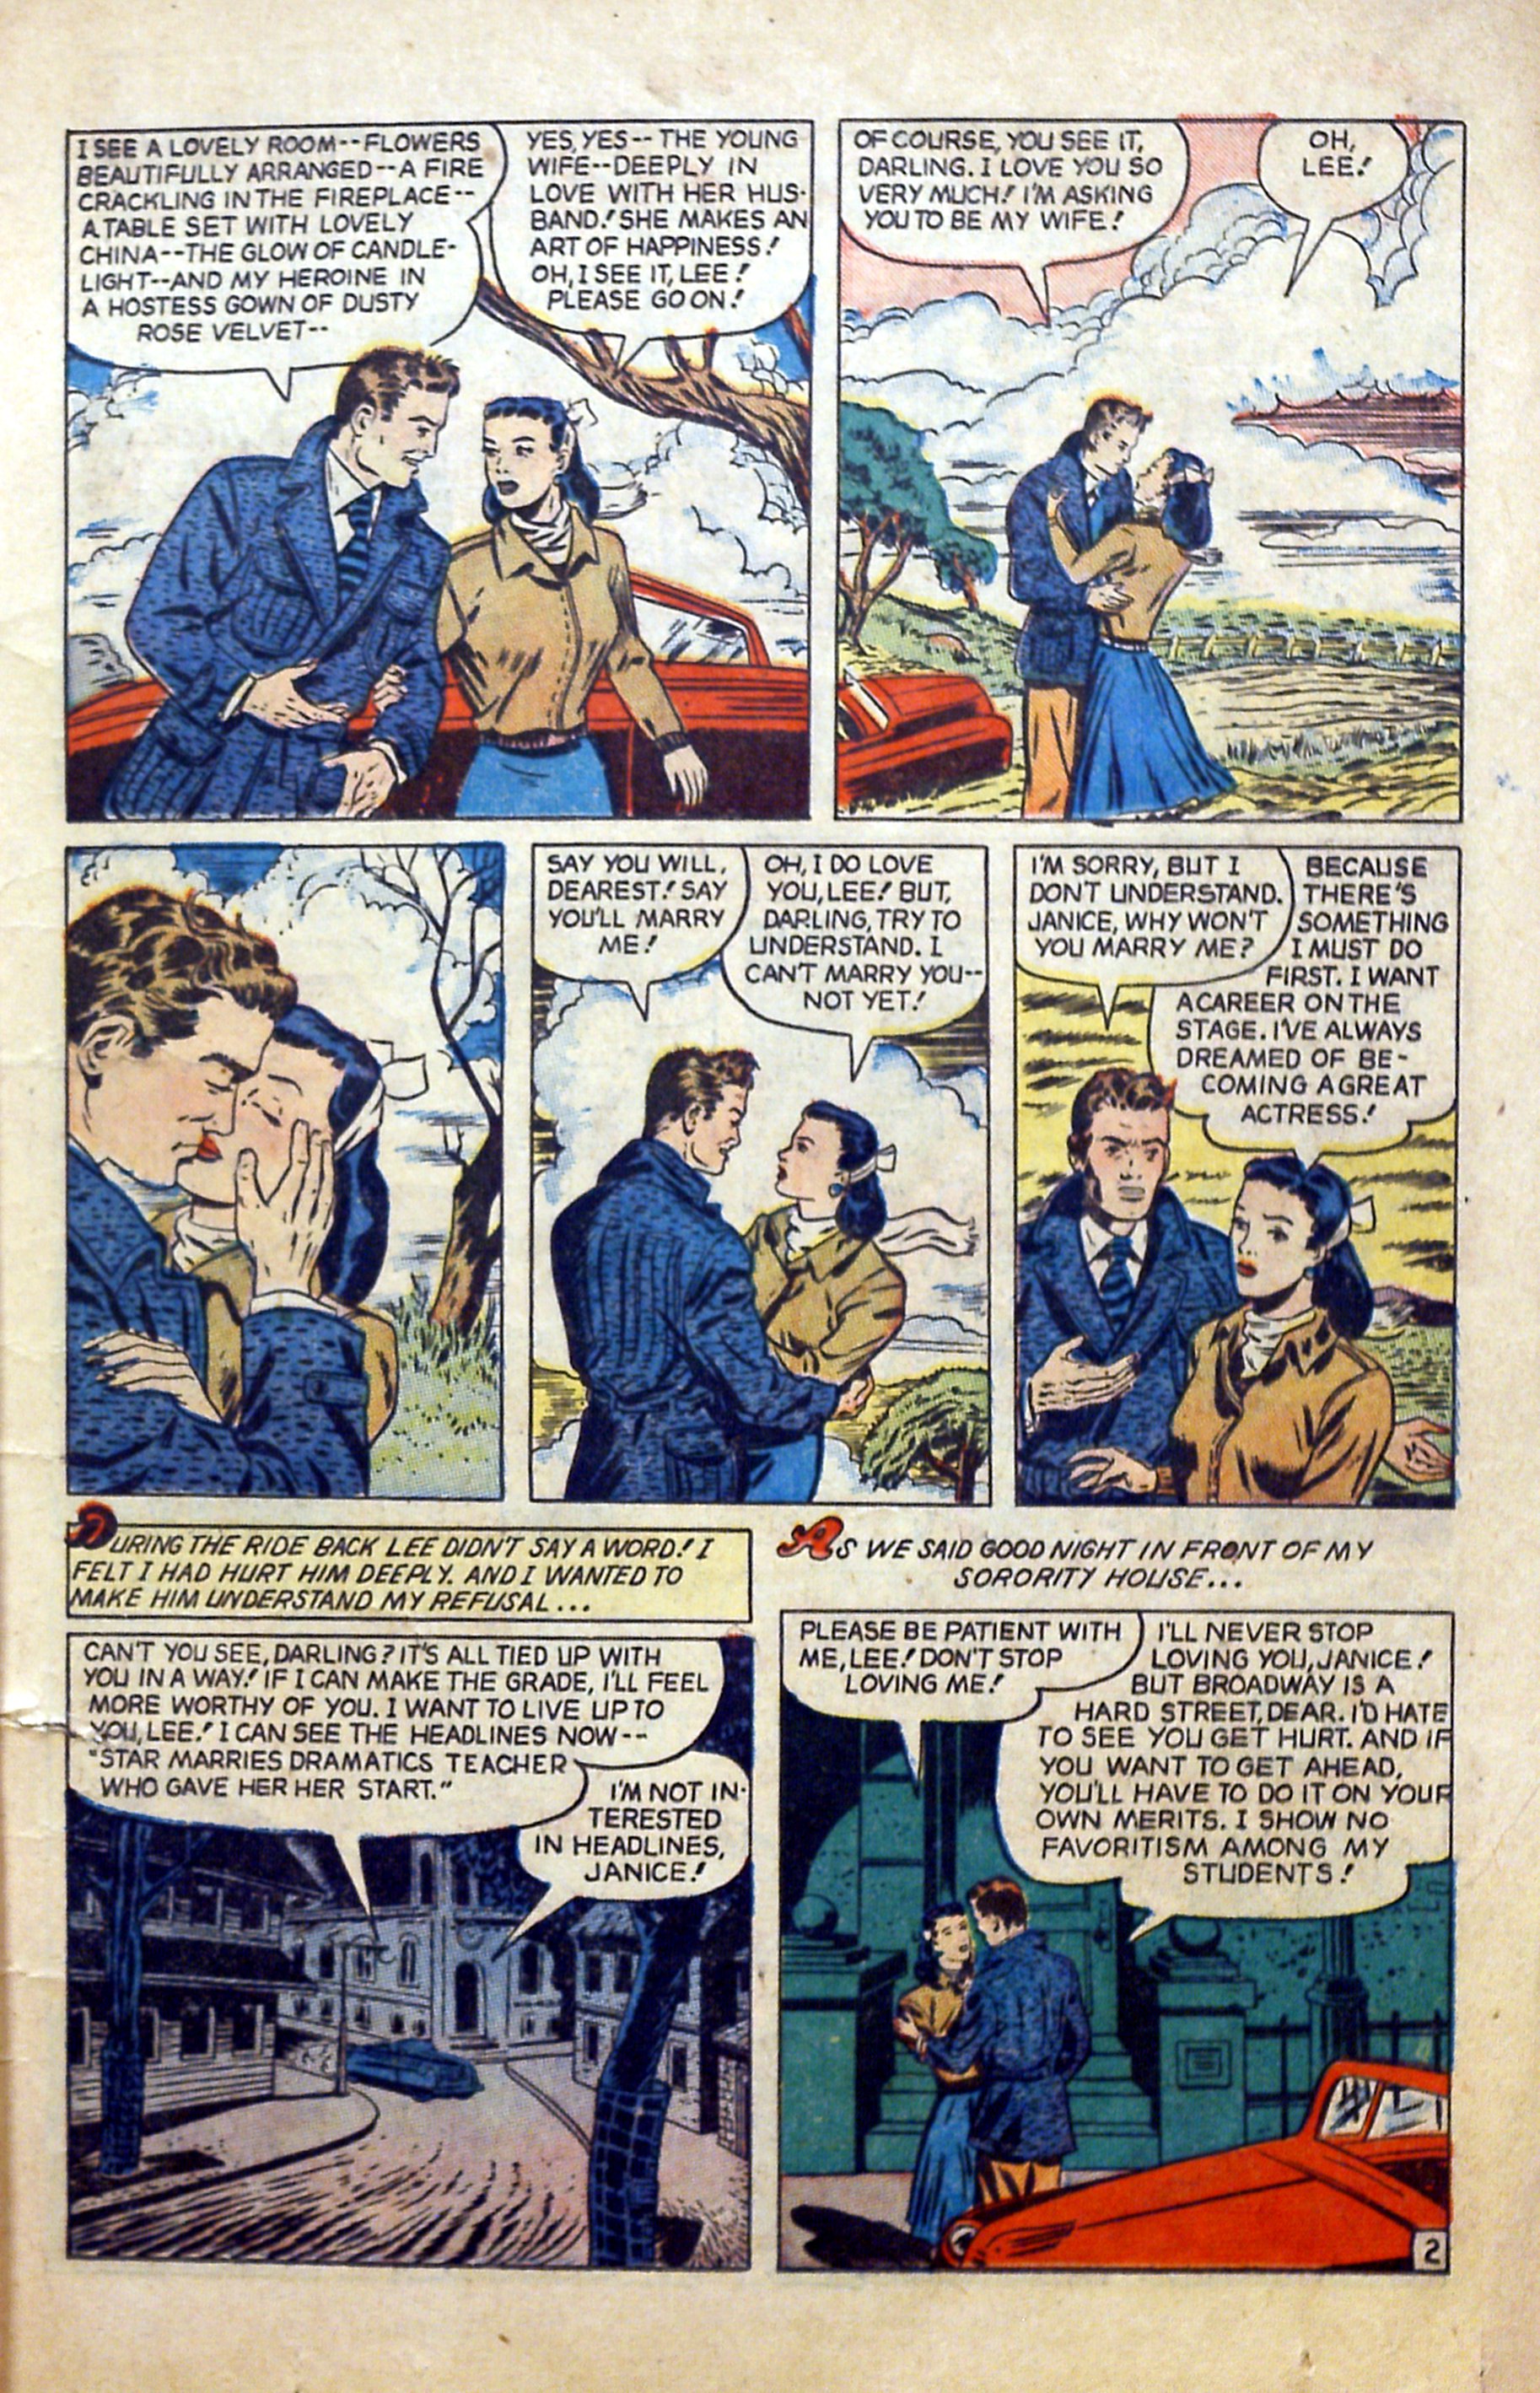 I SEE A LOVELY ROOM--FLOWERS
BEAUTIFULLY ARRANGED--A FIRE
CRACKLING IN THE FIREPLACE--
A TABLE SET WITH LOVELY
CHINA--THE GLOW OF CANDLE-
LIGHT--AND MY HEROINE IN
A HOSTESS GOWN OF DUSTY
ROSE VELVET--
YES, YES--THE YOUNG
WIFE--DEEPLY IN
LOVE WITH HER HUS-
BAND! SHE MAKES AN
ART OF HAPPINESS!
OH, I SEE IT, LEE!
PLEASE GO ON!
OF COURSE, YOU SEE IT,
DARLING. I LOVE YOU SO
VERY MUCH! I'M ASKING
YOU TO BE MY WIFE!
OH,
LEE!
SAY YOU WILL,
DEAREST! SAY
YOU'LL MARRY
ME!
OH, I DO LOVE
YOU, LEE! BUT,
DARLING, TRY TO
UNDERSTAND. I
CAN'T MARRY YOU--
NOT YET!
I'M SORRY, BUT I
DON'T UNDERSTAND.
JANICE, WHY WON'T
YOU MARRY ME?
BECAUSE
THERE'S
SOMETHING
I MUST DO
FIRST. I WANT
A CAREER ON THE
STAGE. I'VE ALWAYS
DREAMED OF BE-
COMING A GREAT
ACTRESS!
DURING THE RIDE BACK LEE DIDN'T SAY A WORD! I
FELT I HAD HURT HIM DEEPLY. AND I WANTED TO
MAKE HIM UNDERSTAND MY REFUSAL...
CAN'T YOU SEE, DARLING? IT'S ALL TIED UP WITH
YOU IN A WAY! IF I CAN MAKE THE GRADE, I'LL FEEL
MORE WORTHY OF YOU. I WANT TO LIVE UP TO
YOU, LEE! I CAN SEE THE HEADLINES NOW--
"STAR MARRIES DRAMATICS TEACHER
WHO GAVE HER HER START."
I'M NOT IN-
TERESTED
IN HEADLINES,
JANICE!
AS WE SAID GOOD NIGHT IN FRONT OF MY
SORORITY HOUSE...
PLEASE BE PATIENT WITH
ME, LEE! DON'T STOP
LOVING ME!
I'LL NEVER STOP
LOVING YOU, JANICE!
BUT BROADWAY IS A
HARD STREET, DEAR. I'D HATE
TO SEE YOU GET HURT. AND IF
YOU WANT TO GET AHEAD,
YOU'LL HAVE TO DO IT ON YOUR
OWN MERITS. I SHOW NO
FAVORITISM AMONG MY
STUDENTS!
2